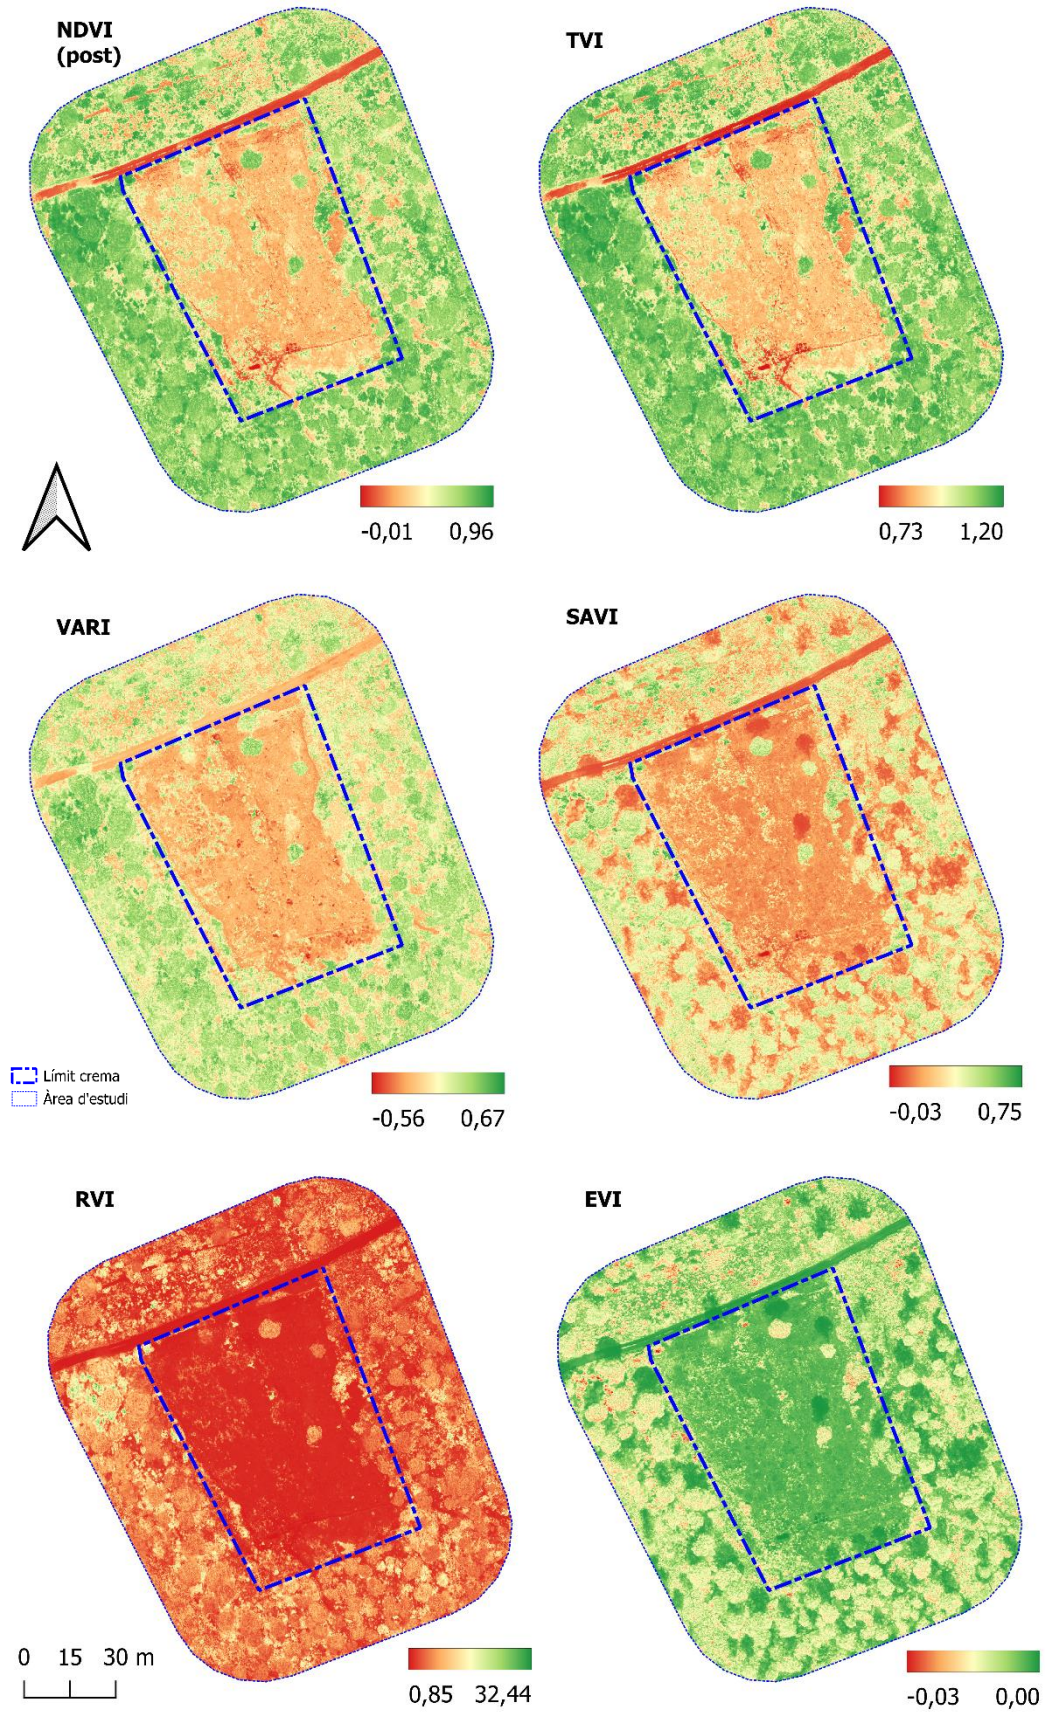 NDVI
(post)
TVI
-0,01 0,96
0,73 1,20
VARI
SAVI
Límit crema
Àrea d'estudi
-0,56 0,67
-0,03 0,75
RVI
EVI
0 15 30 m
0,85 32,44
-0,03 0,00